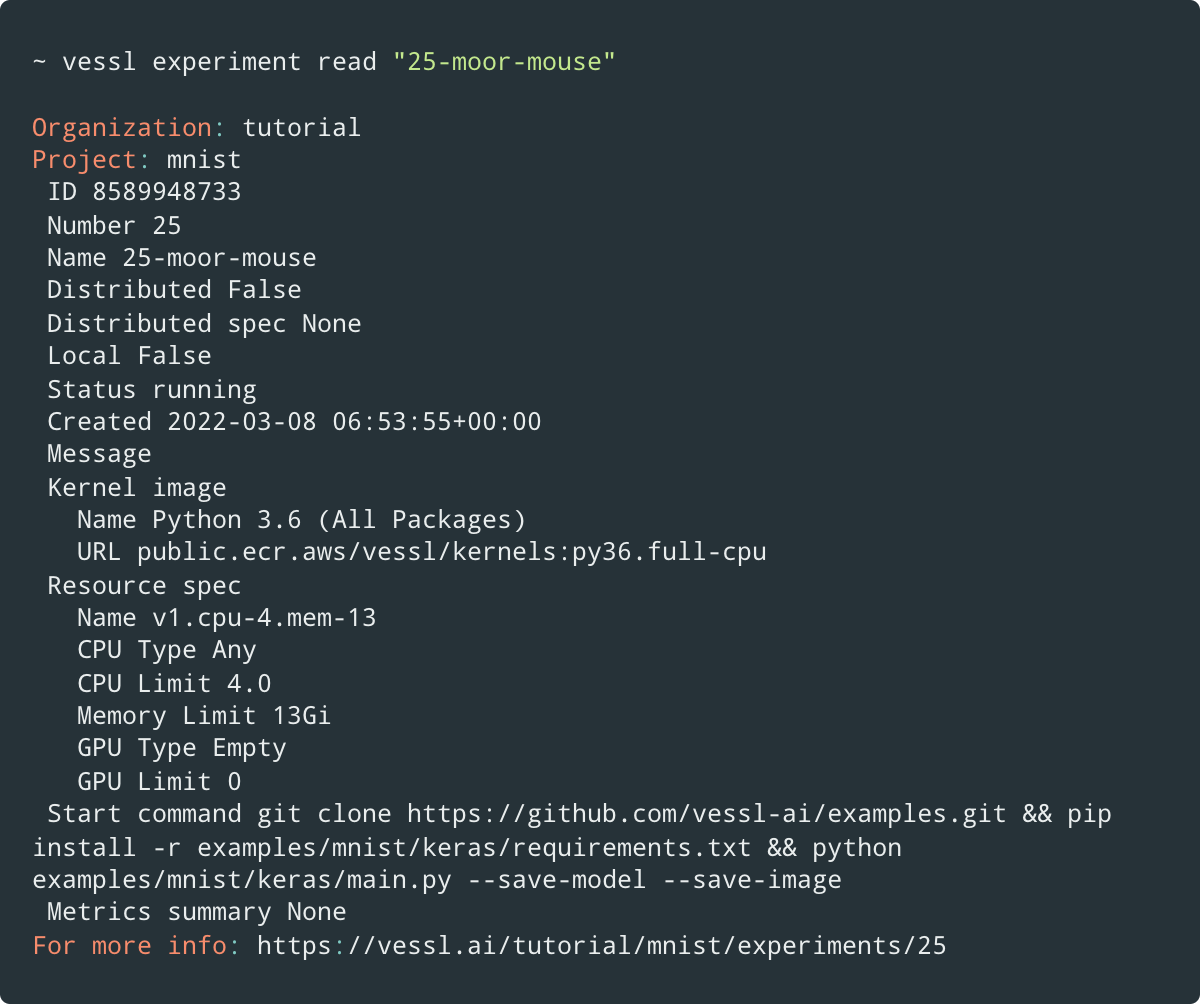 ~ vessl experiment read "25-moor-mouse"
Organization: tutorial
Project: mnist
ID 8589948733
Number 25
Name 25-moor-mouse
Distributed False
Distributed spec None
Local False
Status running
Created 2022-03-08 06:53:55+00:00
Message
Kernel image
Name Python 3.6 (All Packages)
URL public.ecr.aws/vessl/kernels:py36.full-cpu
Resource spec
Name v1.cpu-4.mem-13
CPU Type Any
CPU Limit 4.0
Memory Limit 13Gi
GPU Type Empty
GPU Limit 0
Start command git clone https://github.com/vessl-ai/examples.git && pip
install -r examples/mnist/keras/requirements.txt && python
examples/mnist/keras/main.py --save-model --save-image
Metrics summary None
For more info: https://vessl.ai/tutorial/mnist/experiments/25